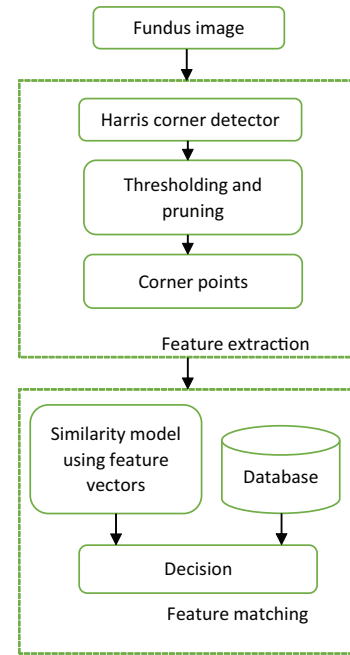 Fundus image
Harris corner detector
Thresholding and
pruning
Corner points
Feature extraction
Similarity model
using feature
vectors
Database
Decision
Feature matching